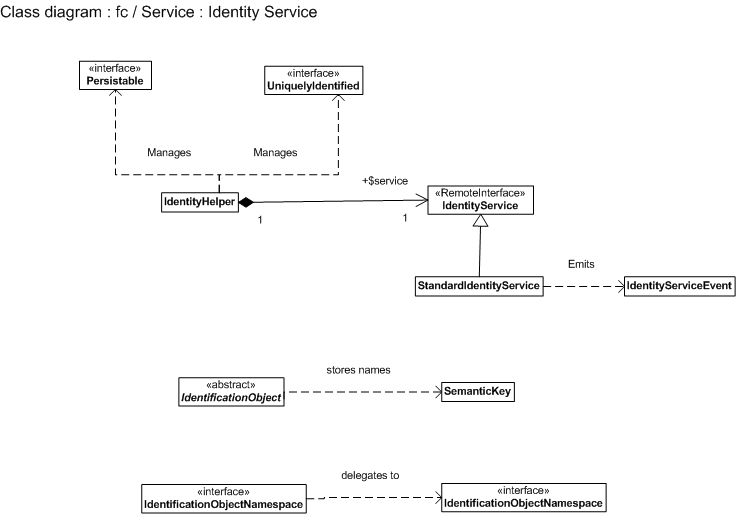 Class diagram : fc / Service : Identity Service
«interface»
Persistable
«interface»
UniquelyIdentified
Manages
Manages
IdentityHelper
+$service
1
1
«RemoteInterface»
IdentityService
StandardIdentityService
Emits
IdentityServiceEvent
«abstract»
IdentificationObject
stores names
SemanticKey
«interface»
IdentificationObjectNamespace
delegates to
«interface»
IdentificationObjectNamespace